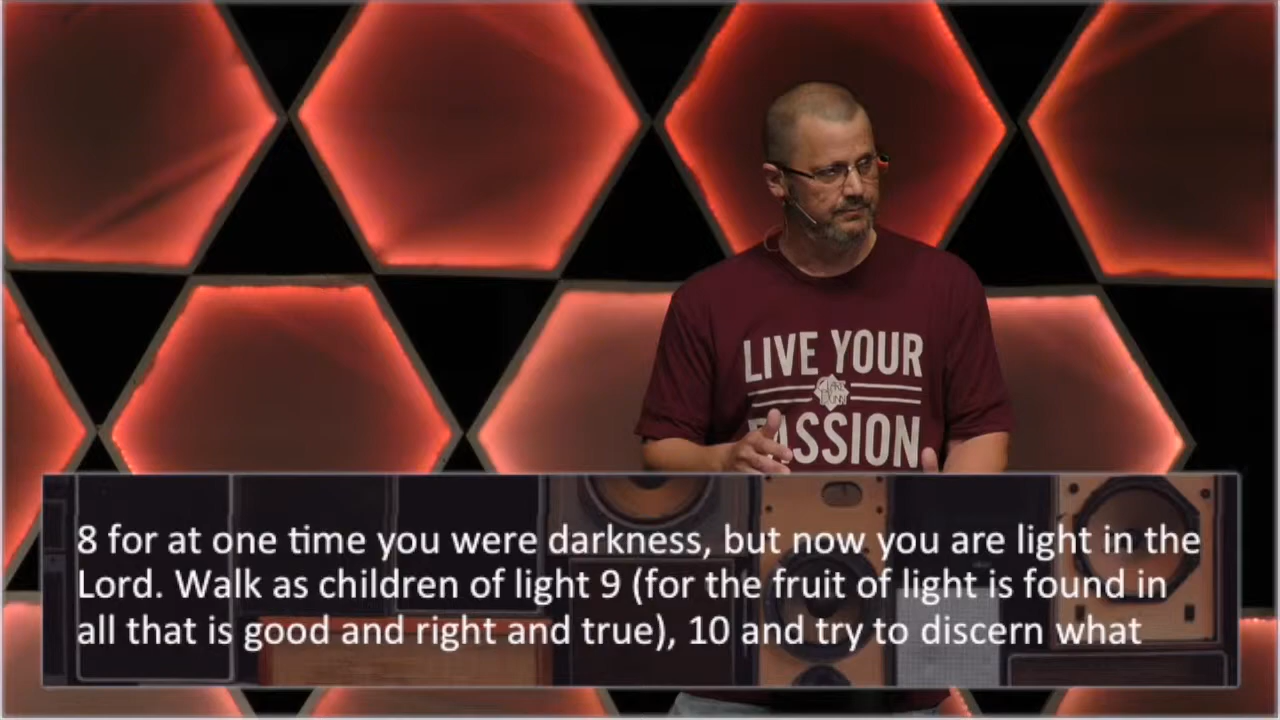 LIVE YOUR
PASSION
8 for at one time you were darkness, but now you are light in the
Lord. Walk as children of light 9 (for the fruit of light is found in
all that is good and right and true), 10 and try to discern what